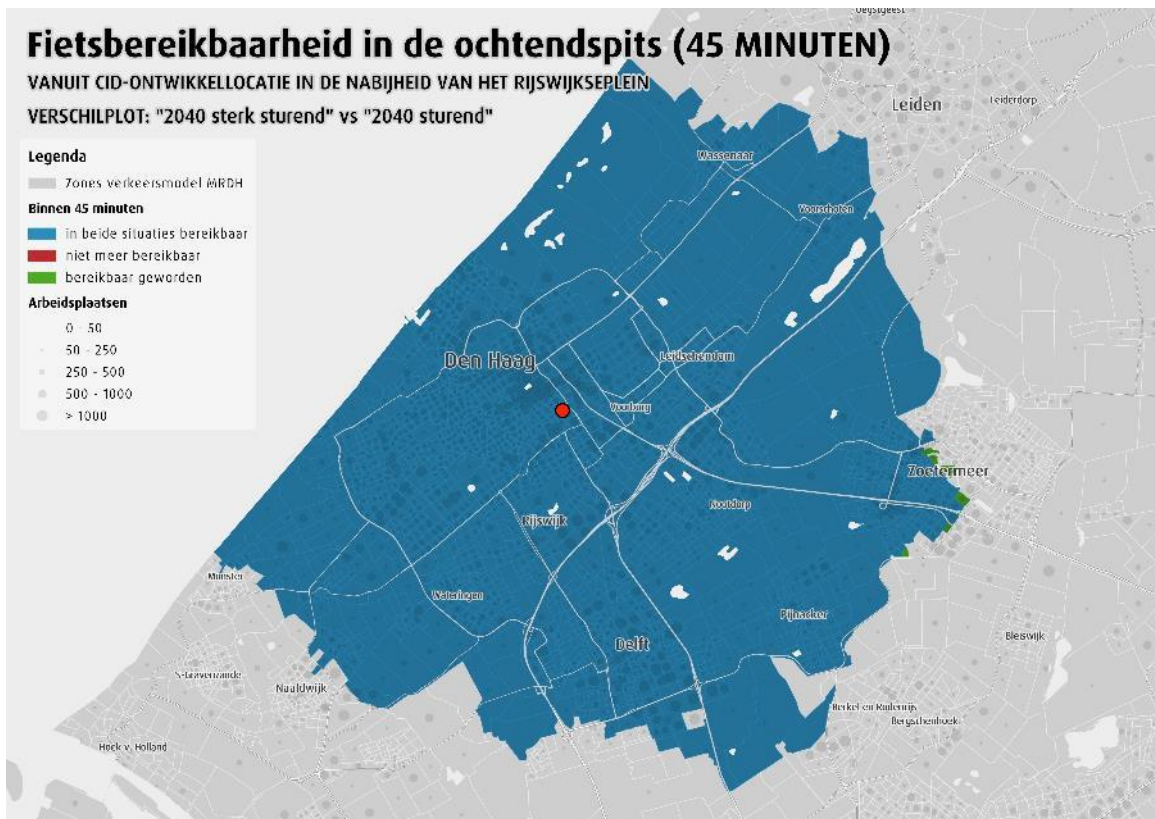 Fietsbereikbaarheid in de ochtendspits (45 MINUTEN)
VANUIT CID-ONTWIKKELLOCATIE IN DE NABIJHEID VAN HET RIJSWIJKSEPLEIN
VERSCHILPLOT: "2040 sterk sturend" vs "2040 sturend"
Legenda
Zones verkeersmodel MRDH
Binnen 45 minuten
in beide situaties bereikbaar
niet meer bereikbaar
bereikbaar geworden
Arbeidsplaatsen
0 - 50
50 - 250
250 - 500
500 - 1000
> 1000
Oegstgeest
Leiden
Leiderdorp
Wassenaar
Voorschoten
Den Haag
Leidschendam
Voorburg
Zoetermeer
Nootdorp
Rijswijk
Monster
Wateringen
Pijnacker
Delft
Bleiswijk
's-Gravenzande
Naaldwijk
Berkel en Rodenrijs
Bergschenhoek
Hoek v. Holland